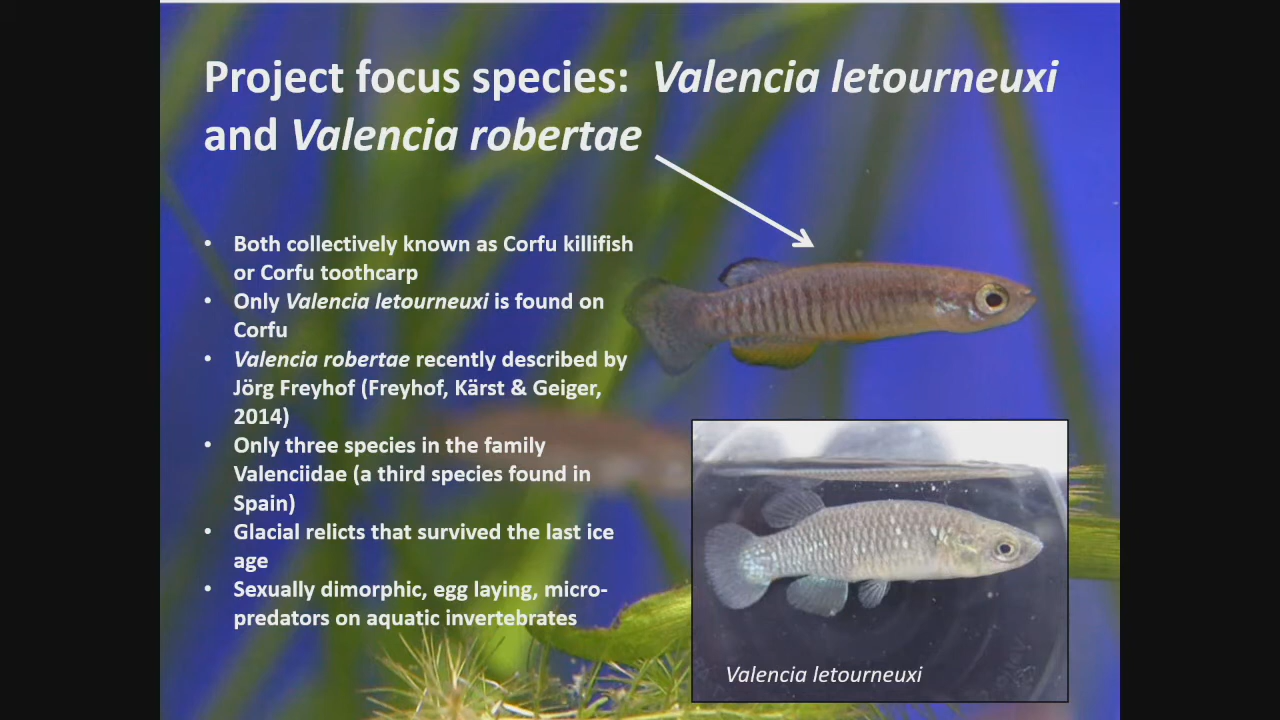 Project focus species: Valencia letourneuxi
and Valencia robertae
• Both collectively known as Corfu killifish
or Corfu toothcarp
• Only Valencia letourneuxi is found on
Corfu
• Valencia robertae recently described by
Jörg Freyhof (Freyhof, Kärst & Geiger,
2014)
• Only three species in the family
Valenciidae (a third species found in
Spain)
• Glacial relicts that survived the last ice
age
• Sexually dimorphic, egg laying, micro-
predators on aquatic invertebrates
Valencia letourneuxi